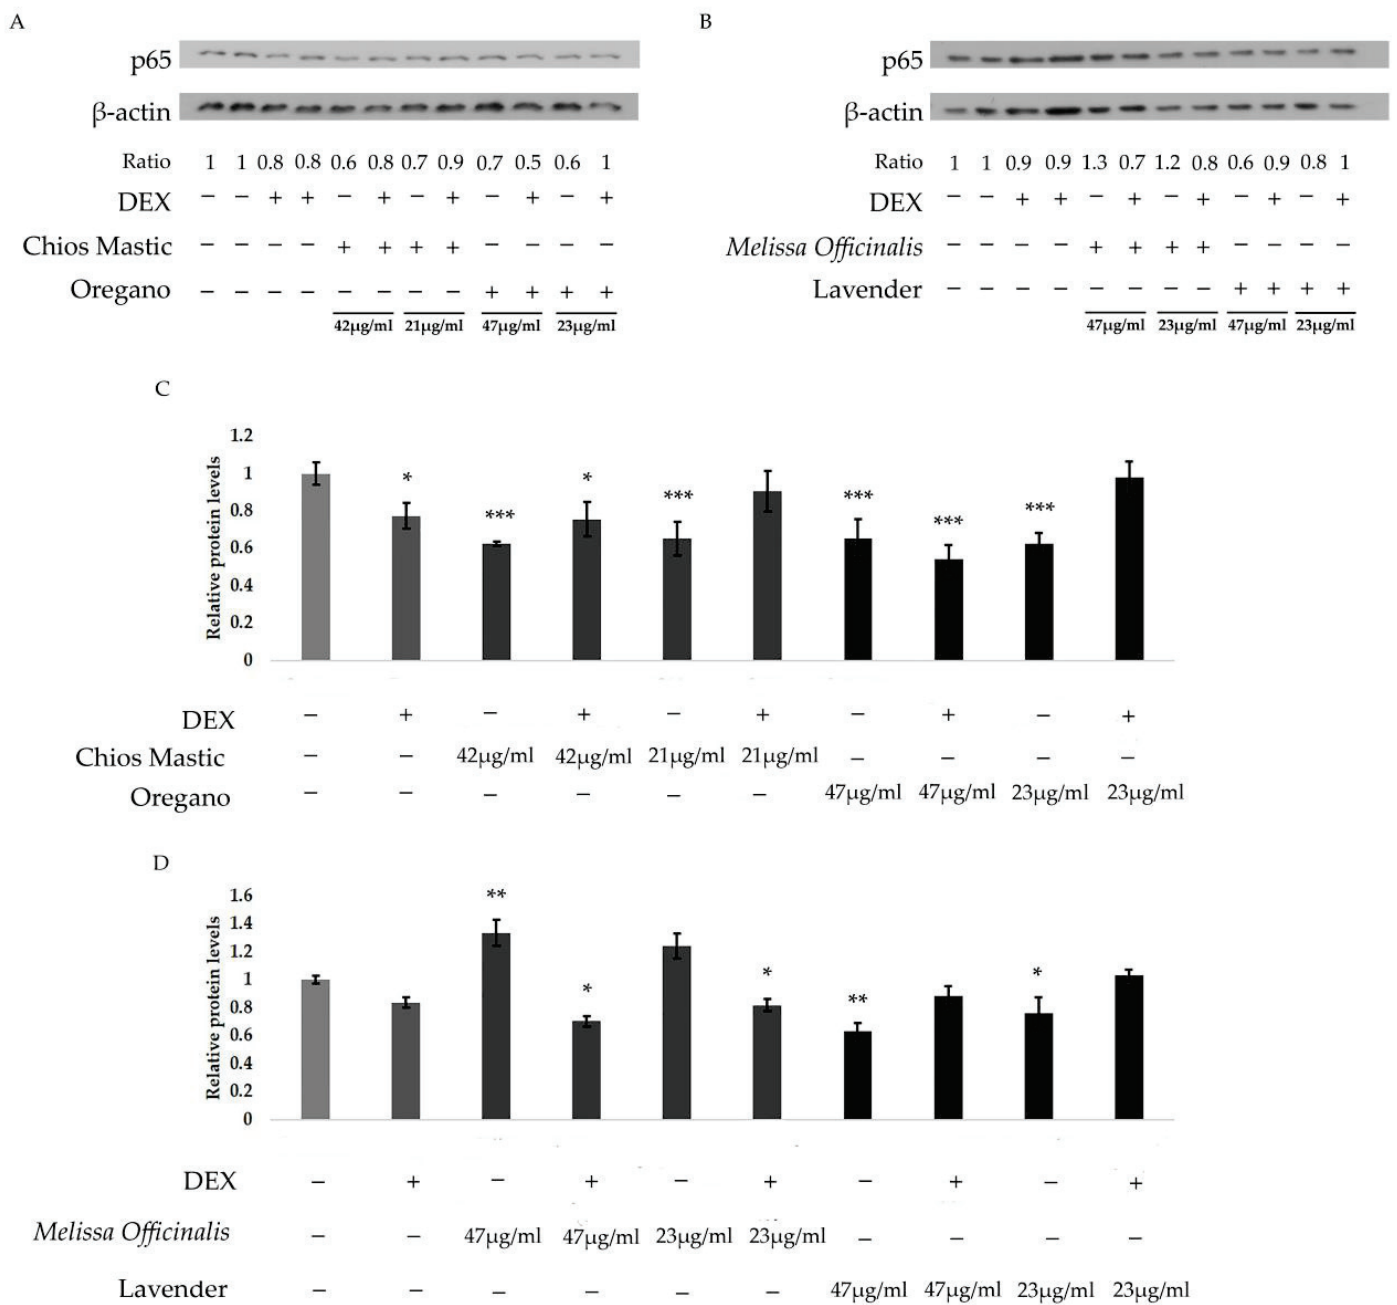 A
p65
β-actin
Ratio 1 1 0.8 0.8 0.6 0.8 0.7 0.9 0.7 0.5 0.6 1
DEX − − + + − + − + − + − +
Chios Mastic − − − − + + + + − − − −
Oregano − − − − − − − − + + + +
42µg/ml 21µg/ml 47µg/ml 23µg/ml
B
p65
β-actin
Ratio 1 1 0.9 0.9 1.3 0.7 1.2 0.8 0.6 0.9 0.8 1
DEX − − + + − + − + − + − +
Melissa Officinalis − − − − + + + + − − − −
Lavender − − − − − − − − + + + +
47µg/ml 23µg/ml 47µg/ml 23µg/ml
C
Relative protein levels
1.2
1
0.8
0.6
0.4
0.2
0
* *** * *** *** *** ***
DEX − + − + − + − + − +
Chios Mastic − − 42µg/ml 42µg/ml 21µg/ml 21µg/ml − − − −
Oregano − − − − − − 47µg/ml 47µg/ml 23µg/ml 23µg/ml
D
Relative protein levels
1.6
1.4
1.2
1
0.8
0.6
0.4
0.2
0
** * * ** *
DEX − + − + − + − + − +
Melissa Officinalis − − 47µg/ml 47µg/ml 23µg/ml 23µg/ml − − − −
Lavender − − − − − − 47µg/ml 47µg/ml 23µg/ml 23µg/ml